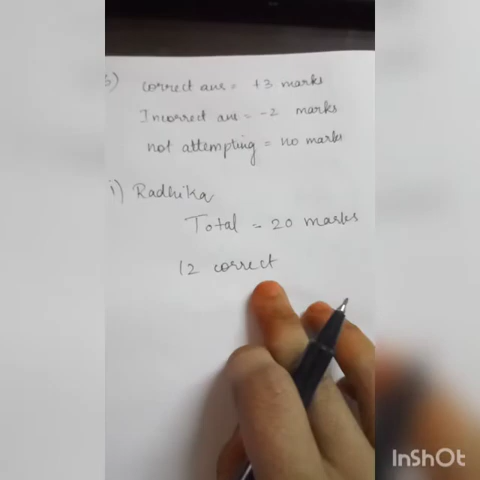 3) correct ans = +3 marks
Incorrect ans = -2 marks
not attempting = no marks
i) Radhika
Total = 20 marks
12 correct
InShOt